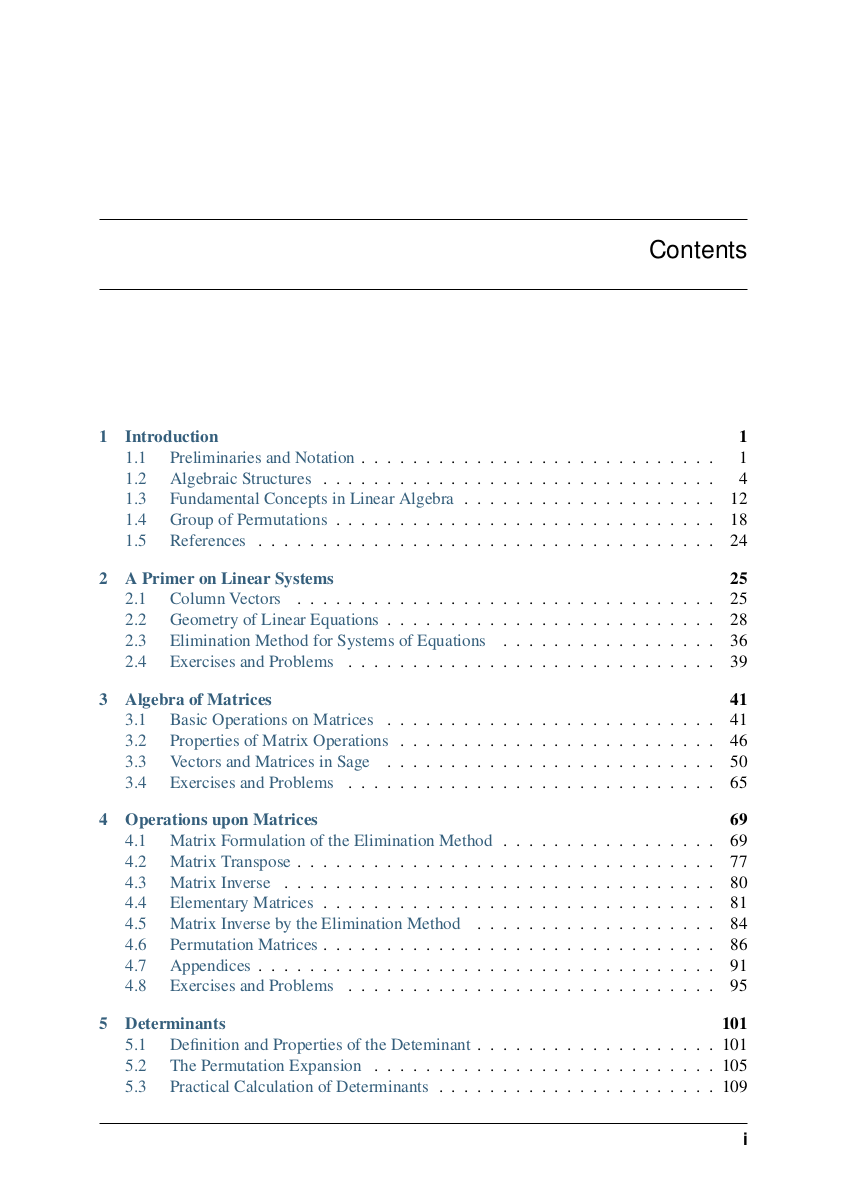 Contents
1 Introduction 1
1.1 Preliminaries and Notation . . . . . . . . . . . . . . . . . . . . . . . . . . . . 1
1.2 Algebraic Structures . . . . . . . . . . . . . . . . . . . . . . . . . . . . . . . 4
1.3 Fundamental Concepts in Linear Algebra . . . . . . . . . . . . . . . . . . . . 12
1.4 Group of Permutations . . . . . . . . . . . . . . . . . . . . . . . . . . . . . . 18
1.5 References . . . . . . . . . . . . . . . . . . . . . . . . . . . . . . . . . . . . 24
2 A Primer on Linear Systems 25
2.1 Column Vectors . . . . . . . . . . . . . . . . . . . . . . . . . . . . . . . . . 25
2.2 Geometry of Linear Equations . . . . . . . . . . . . . . . . . . . . . . . . . . 28
2.3 Elimination Method for Systems of Equations . . . . . . . . . . . . . . . . . 36
2.4 Exercises and Problems . . . . . . . . . . . . . . . . . . . . . . . . . . . . . 39
3 Algebra of Matrices 41
3.1 Basic Operations on Matrices . . . . . . . . . . . . . . . . . . . . . . . . . . 41
3.2 Properties of Matrix Operations . . . . . . . . . . . . . . . . . . . . . . . . . 46
3.3 Vectors and Matrices in Sage . . . . . . . . . . . . . . . . . . . . . . . . . . 50
3.4 Exercises and Problems . . . . . . . . . . . . . . . . . . . . . . . . . . . . . 65
4 Operations upon Matrices 69
4.1 Matrix Formulation of the Elimination Method . . . . . . . . . . . . . . . . . 69
4.2 Matrix Transpose . . . . . . . . . . . . . . . . . . . . . . . . . . . . . . . . . 77
4.3 Matrix Inverse . . . . . . . . . . . . . . . . . . . . . . . . . . . . . . . . . . 80
4.4 Elementary Matrices . . . . . . . . . . . . . . . . . . . . . . . . . . . . . . . 81
4.5 Matrix Inverse by the Elimination Method . . . . . . . . . . . . . . . . . . . 84
4.6 Permutation Matrices . . . . . . . . . . . . . . . . . . . . . . . . . . . . . . . 86
4.7 Appendices . . . . . . . . . . . . . . . . . . . . . . . . . . . . . . . . . . . . 91
4.8 Exercises and Problems . . . . . . . . . . . . . . . . . . . . . . . . . . . . . 95
5 Determinants 101
5.1 Definition and Properties of the Deteminant . . . . . . . . . . . . . . . . . . . 101
5.2 The Permutation Expansion . . . . . . . . . . . . . . . . . . . . . . . . . . . 105
5.3 Practical Calculation of Determinants . . . . . . . . . . . . . . . . . . . . . . 109
i